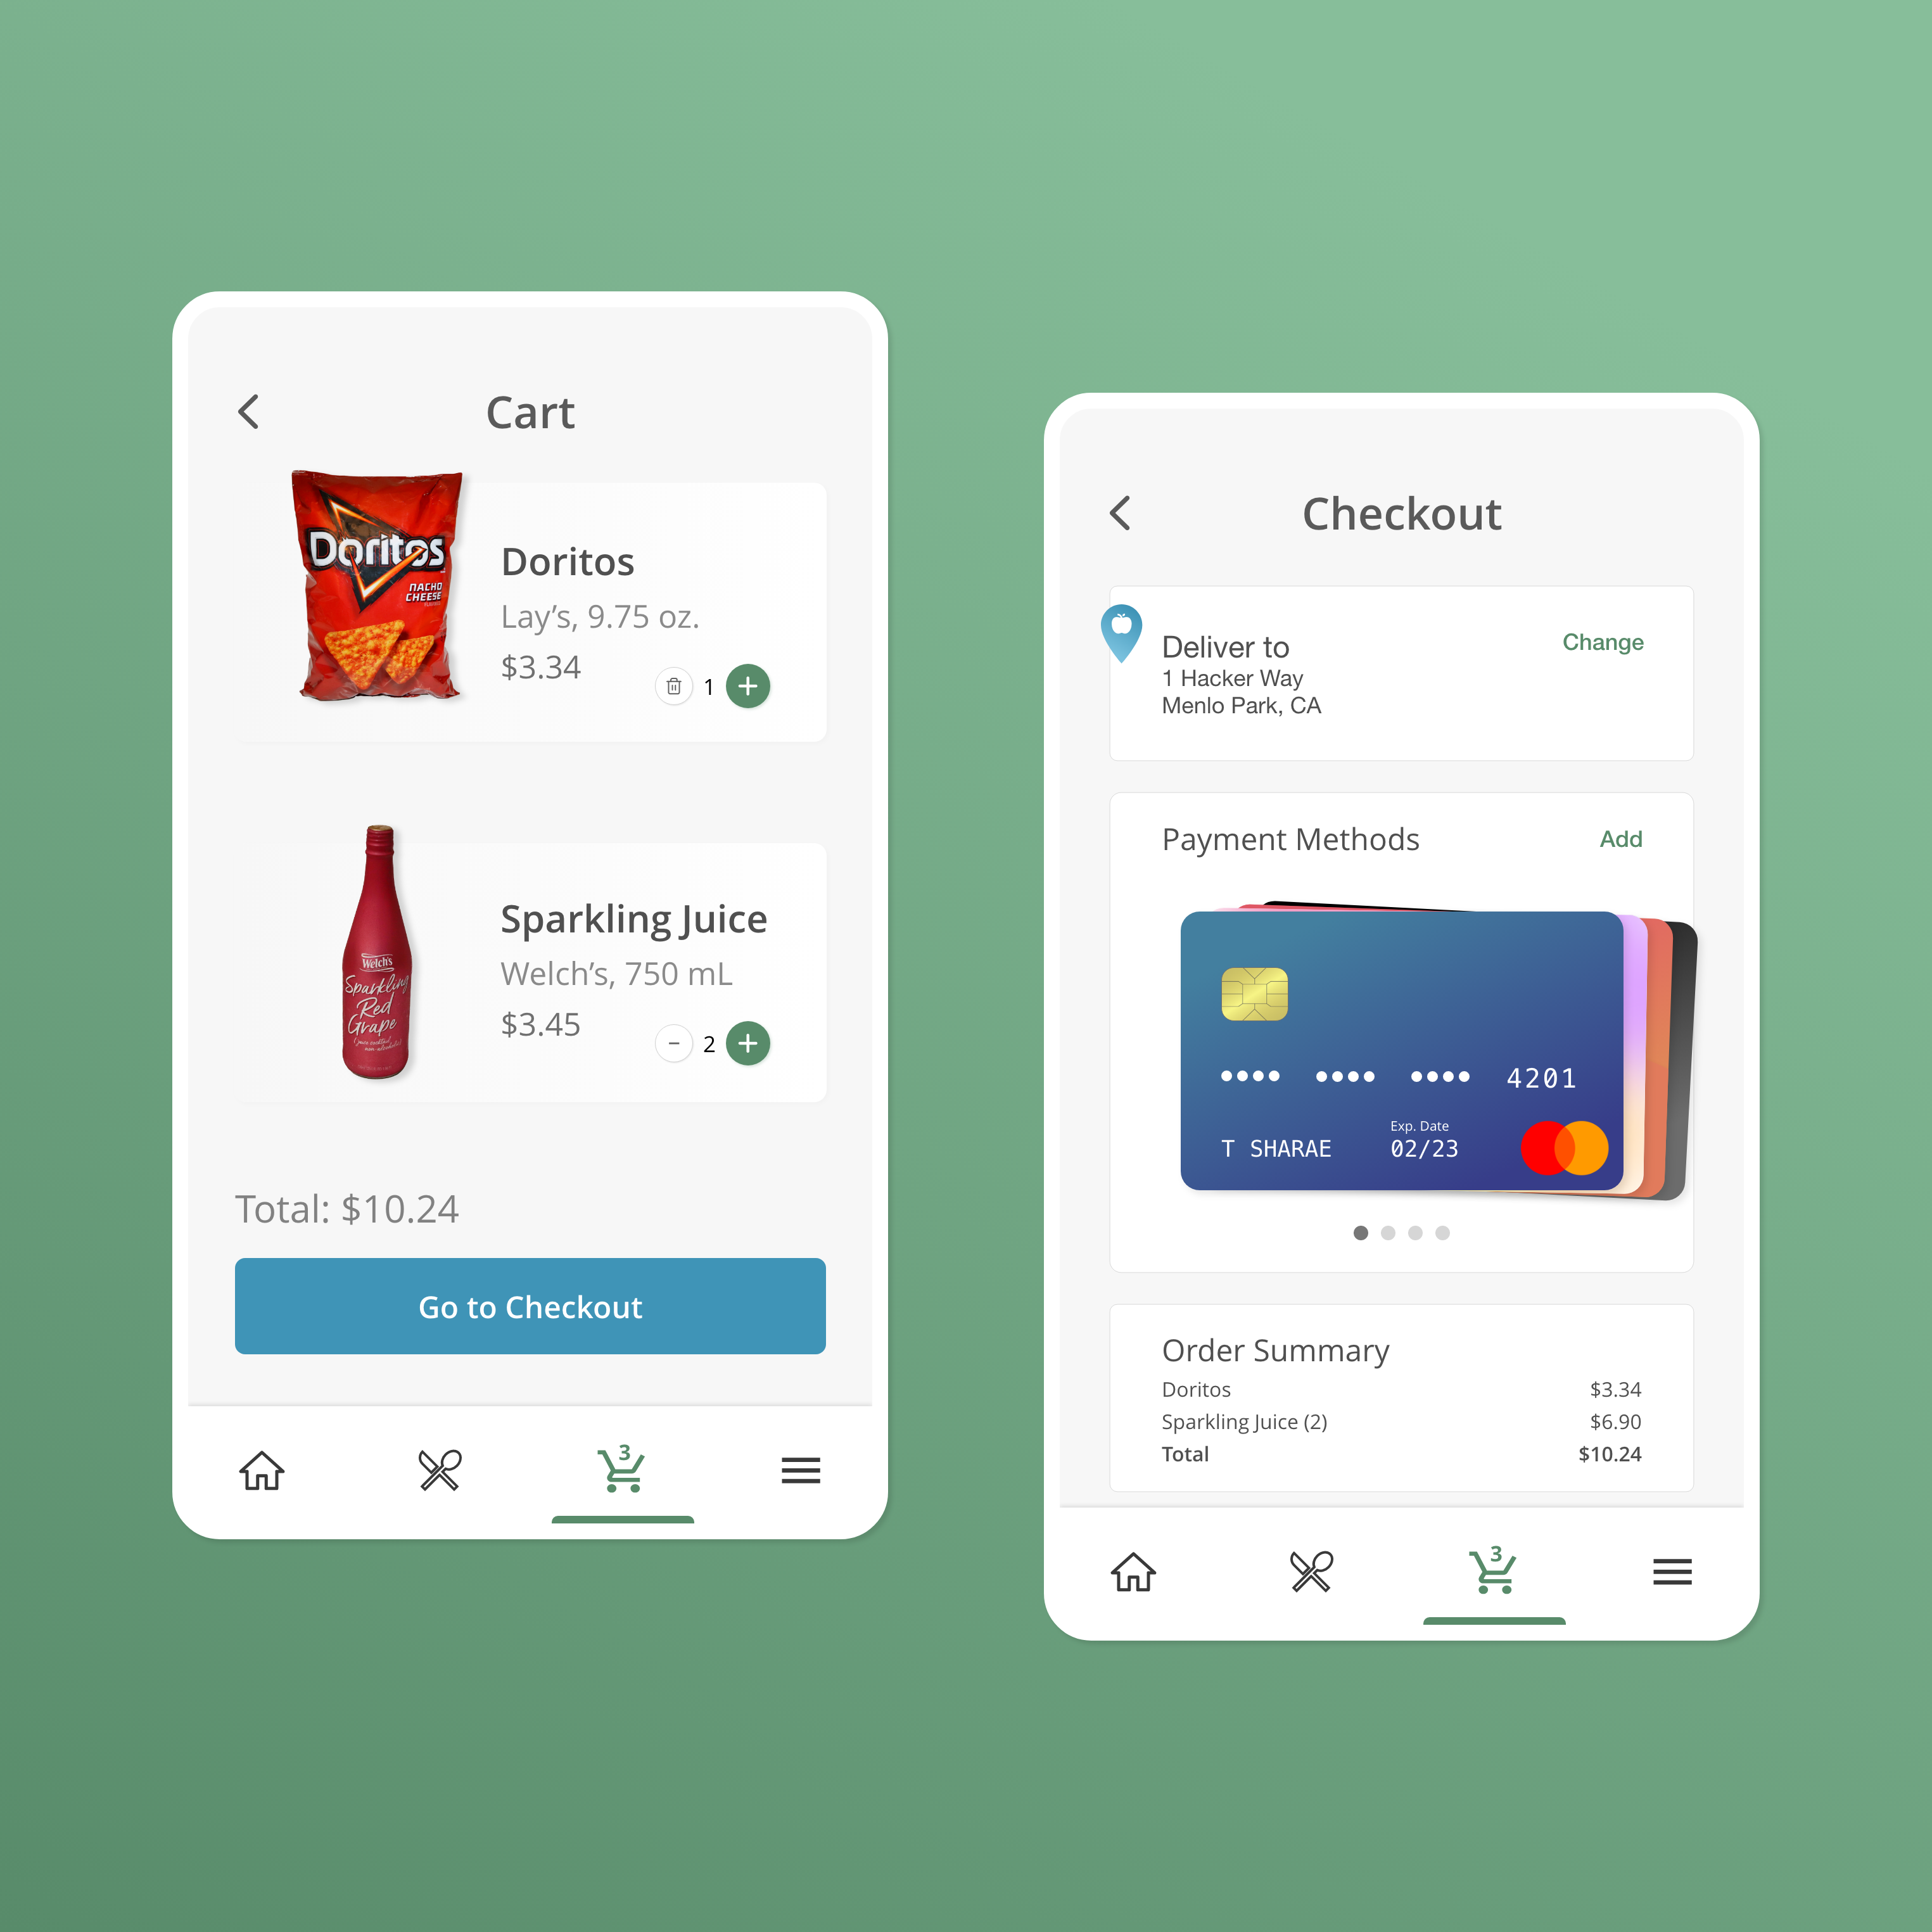 Cart
Doritos
NACHO
CHEESE
Doritos
Lay’s, 9.75 oz.
$3.34
1
Welch's
Sparkling
Red
Grape
Sparkling Juice
Welch’s, 750 mL
$3.45
2
Total: $10.24
Go to Checkout
3
Checkout
Deliver to
Change
1 Hacker Way
Menlo Park, CA
Payment Methods
Add
•••• •••• •••• 4201
Exp. Date
T SHARAE 02/23
Order Summary
Doritos $3.34
Sparkling Juice (2) $6.90
Total $10.24
3